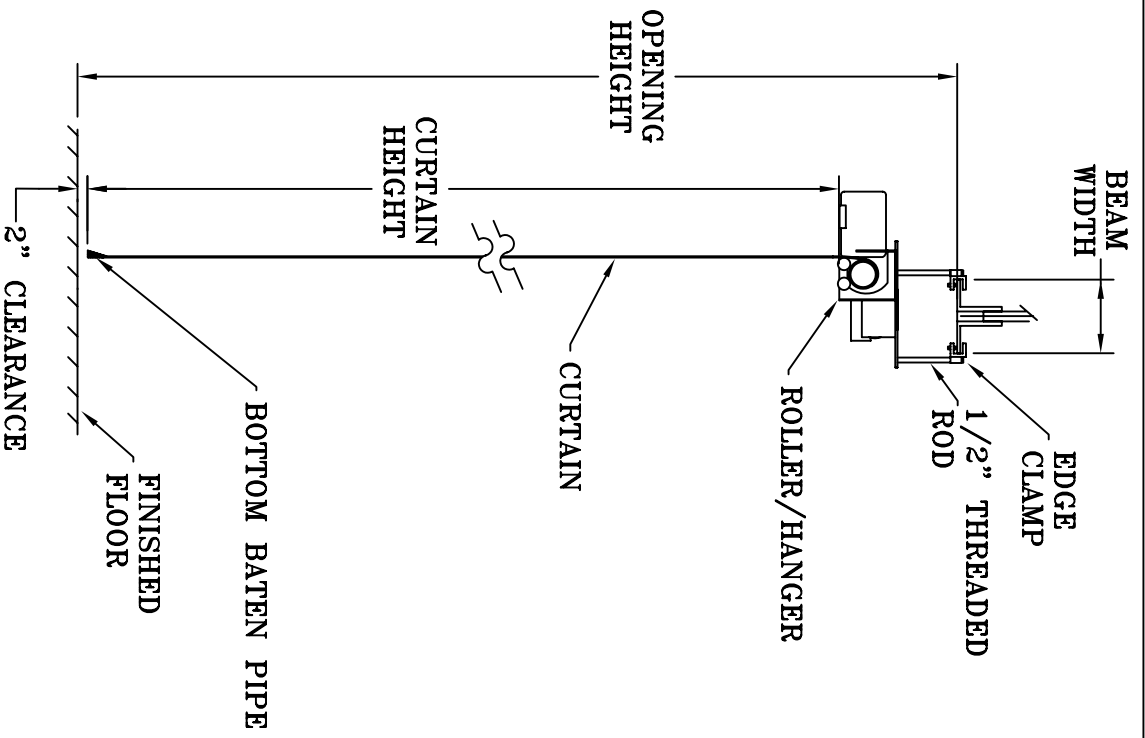 BEAM
WIDTH
EDGE
CLAMP
1/2" THREADED
ROD
ROLLER/HANGER
OPENING
HEIGHT
CURTAIN
HEIGHT
CURTAIN
BOTTOM BATEN PIPE
FINISHED
FLOOR
2" CLEARANCE